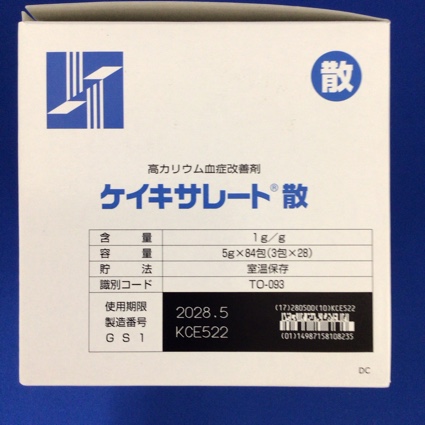 散
高カリウム血症改善剤
ケイキサレート®散
含量 1g/g
容量 5g×84包(3包×28)
貯法 室温保存
識別コード TO-093
使用期限 2028.5
製造番号 KCE522
GS1
(17)280500(10)KCE522
(01)14987158108235
DC